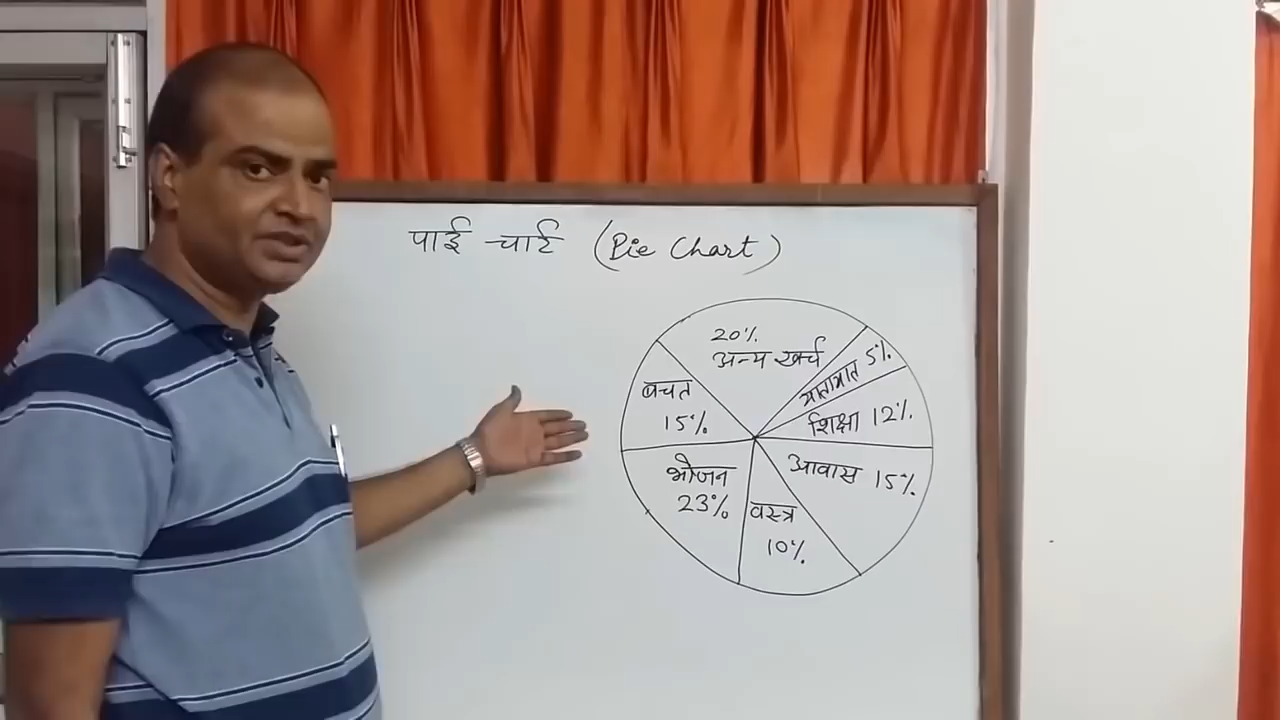 पाई चार्ट (Pie Chart)
20%
अन्य खर्च
यातायात 5%
शिक्षा 12%
आवास 15%
वस्त्र
10%
भोजन
23%
बचत
15%